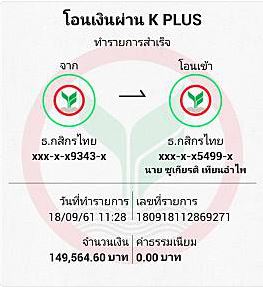 โอนเงินผ่าน K PLUS
ทำรายการสำเร็จ
จาก
โอนเข้า
ธ.กสิกรไทย
xxx-x-x9343-x
ธ.กสิกรไทย
xxx-x-x5499-x
นาย ชูเกียรติ เทียนอำไพ
วันที่ทำรายการ
18/09/61 11:28
เลขที่รายการ
180918112869271
จำนวนเงิน
149,564.60 บาท
ค่าธรรมเนียม
0.00 บาท